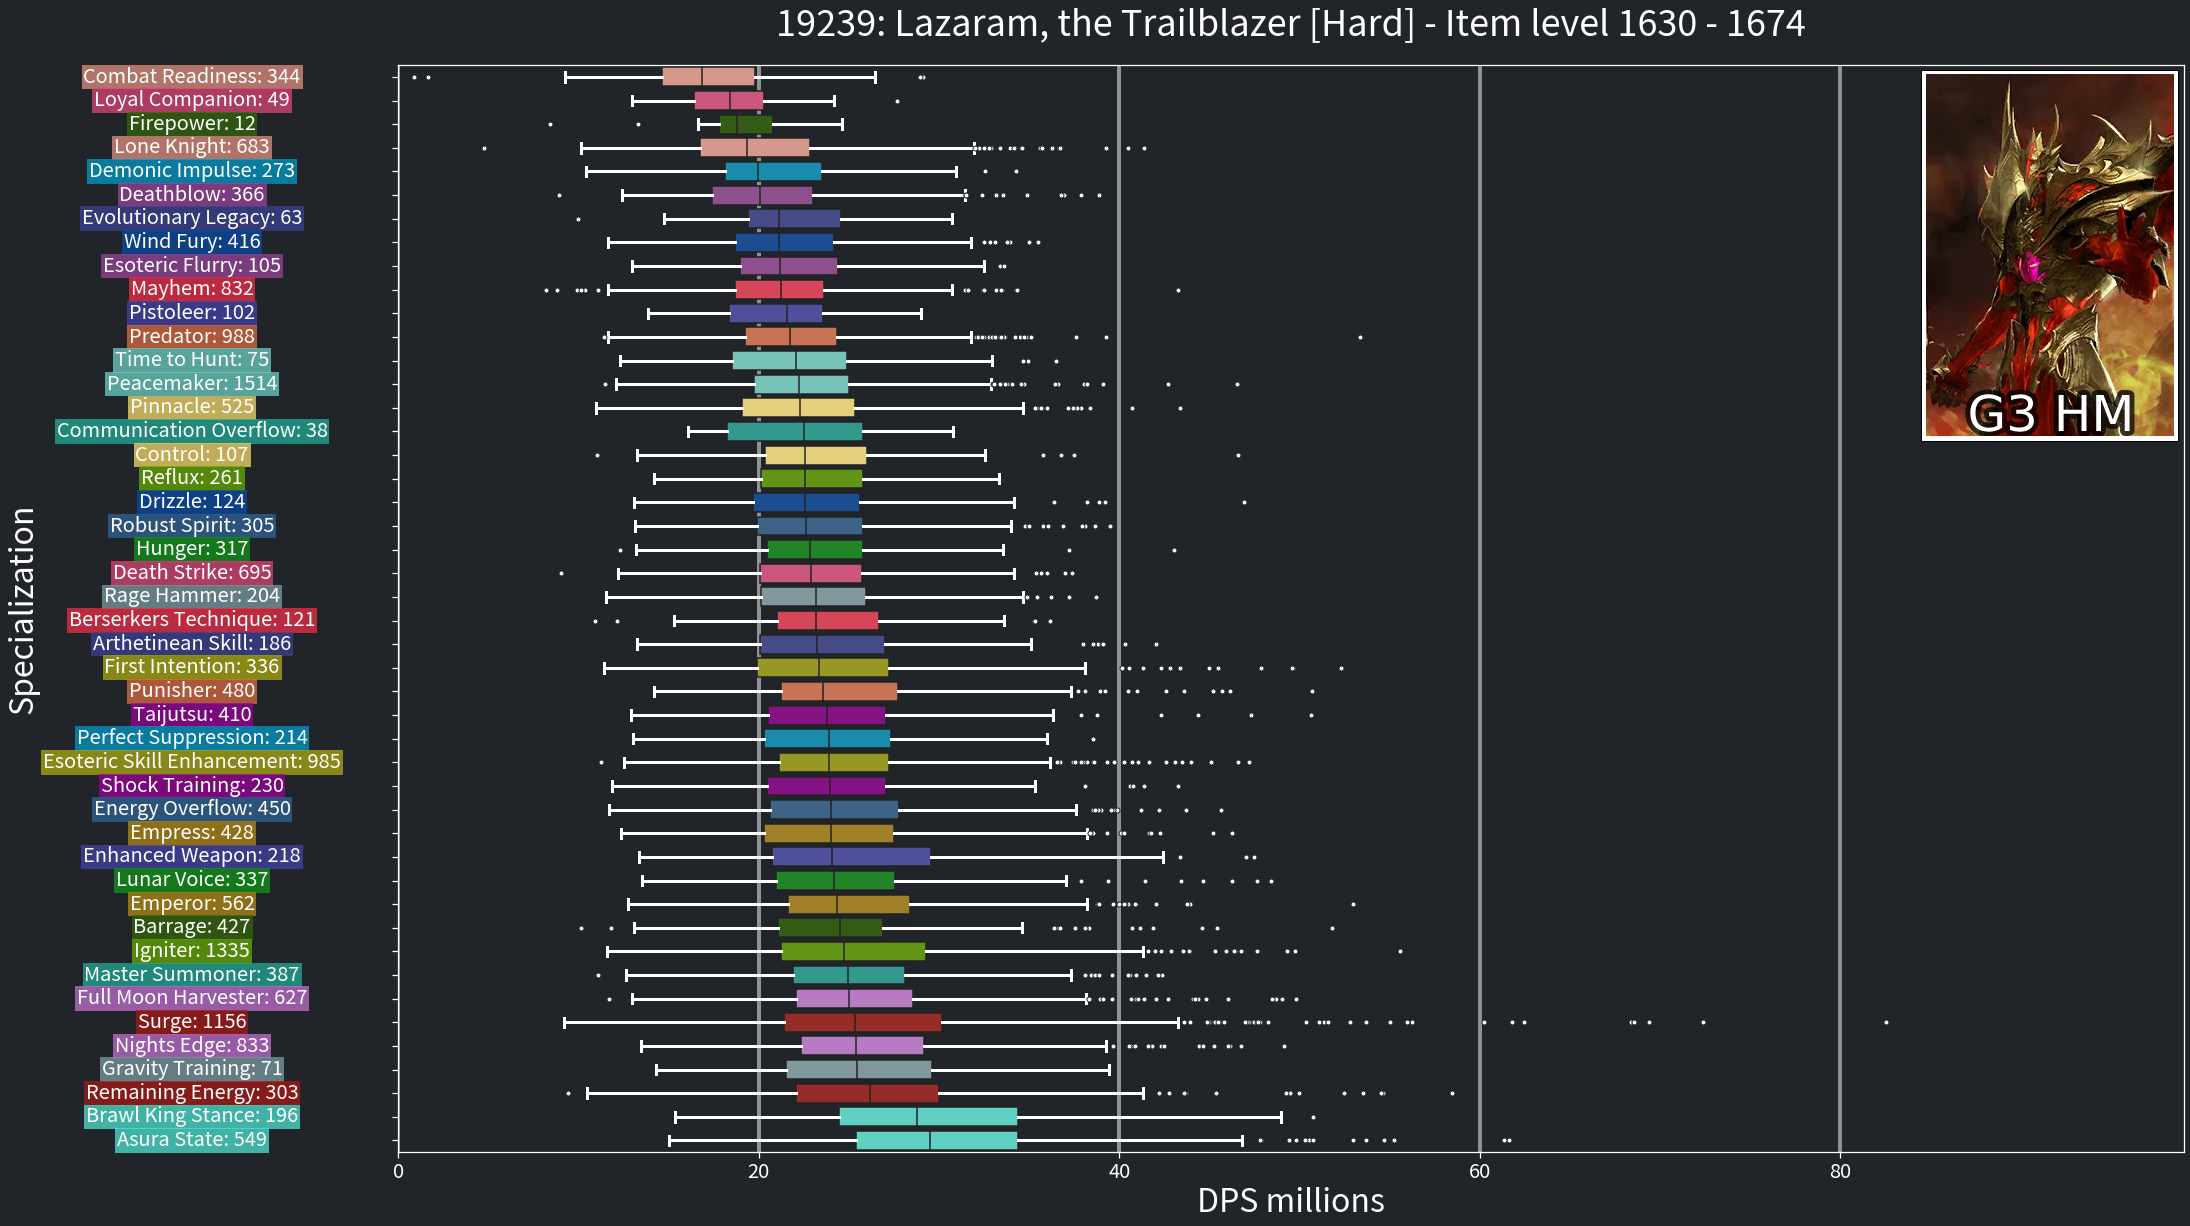 19239: Lazaram, the Trailblazer [Hard] - Item level 1630 - 1674
Combat Readiness: 344
Loyal Companion: 49
Firepower: 12
Lone Knight: 683
Demonic Impulse: 273
Deathblow: 366
Evolutionary Legacy: 63
Wind Fury: 416
Esoteric Flurry: 105
Mayhem: 832
Pistoleer: 102
Predator: 988
Time to Hunt: 75
Peacemaker: 1514
Pinnacle: 525
Communication Overflow: 38
Control: 107
Reflux: 261
Drizzle: 124
Robust Spirit: 305
Hunger: 317
Death Strike: 695
Rage Hammer: 204
Berserkers Technique: 121
Arthetinean Skill: 186
First Intention: 336
Punisher: 480
Taijutsu: 410
Perfect Suppression: 214
Esoteric Skill Enhancement: 985
Shock Training: 230
Energy Overflow: 450
Empress: 428
Enhanced Weapon: 218
Lunar Voice: 337
Emperor: 562
Barrage: 427
Igniter: 1335
Master Summoner: 387
Full Moon Harvester: 627
Surge: 1156
Nights Edge: 833
Gravity Training: 71
Remaining Energy: 303
Brawl King Stance: 196
Asura State: 549
Specialization
G3 HM
0 20 40 60 80
DPS millions